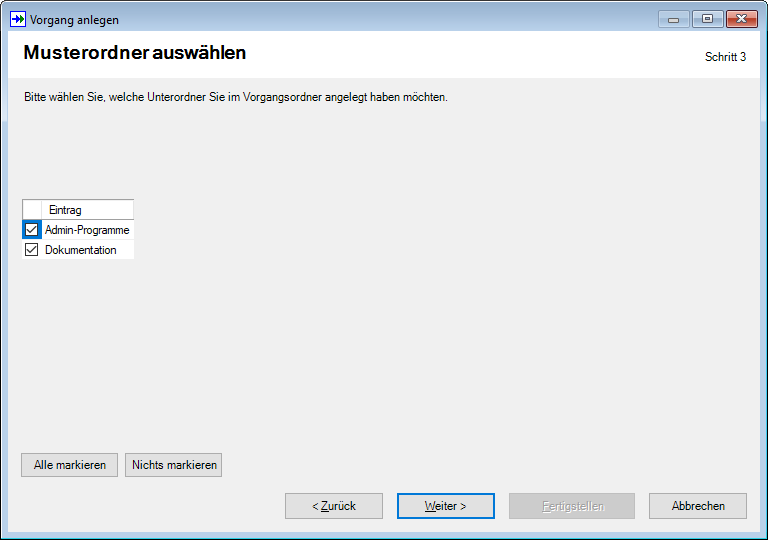 Vorgang anlegen
Musterordner auswählen
Schritt 3
Bitte wählen Sie, welche Unterordner Sie im Vorgangsordner angelegt haben möchten.
Eintrag
Admin-Programme
Dokumentation
Alle markieren
Nichts markieren
< Zurück
Weiter >
Fertigstellen
Abbrechen